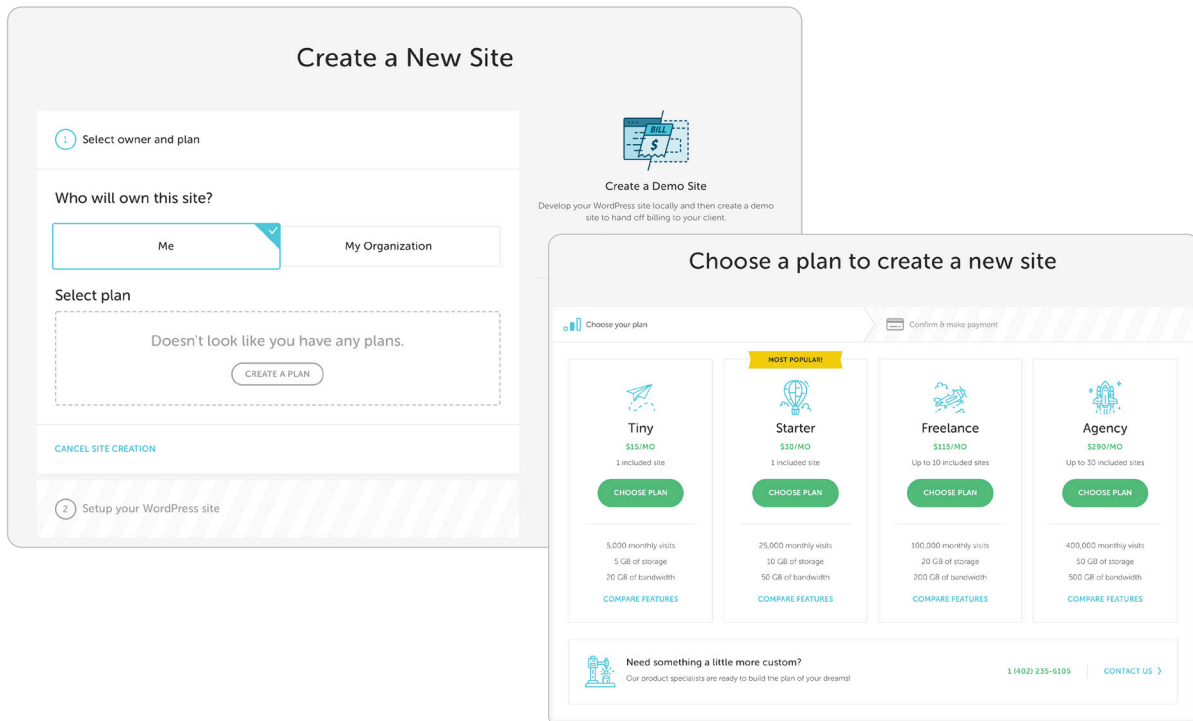 Create a New Site
1 Select owner and plan
Who will own this site?
Me
My Organization
Select plan
Doesn't look like you have any plans.
CREATE A PLAN
CANCEL SITE CREATION
2 Setup your WordPress site
BILL
$
Create a Demo Site
Develop your WordPress site locally and then create a demo
site to hand off billing to your client.
Choose a plan to create a new site
Choose your plan
Confirm & make payment
Tiny
$15/MO
1 included site
CHOOSE PLAN
5,000 monthly visits
5 GB of storage
20 GB of bandwidth
COMPARE FEATURES
MOST POPULAR!
Starter
$30/MO
1 included site
CHOOSE PLAN
25,000 monthly visits
10 GB of storage
50 GB of bandwidth
COMPARE FEATURES
Freelance
$115/MO
Up to 10 included sites
CHOOSE PLAN
100,000 monthly visits
20 GB of storage
200 GB of bandwidth
COMPARE FEATURES
Agency
$290/MO
Up to 30 included sites
CHOOSE PLAN
400,000 monthly visits
50 GB of storage
500 GB of bandwidth
COMPARE FEATURES
Need something a little more custom?
Our product specialists are ready to build the plan of your dreams!
1 (402) 235-6105
CONTACT US